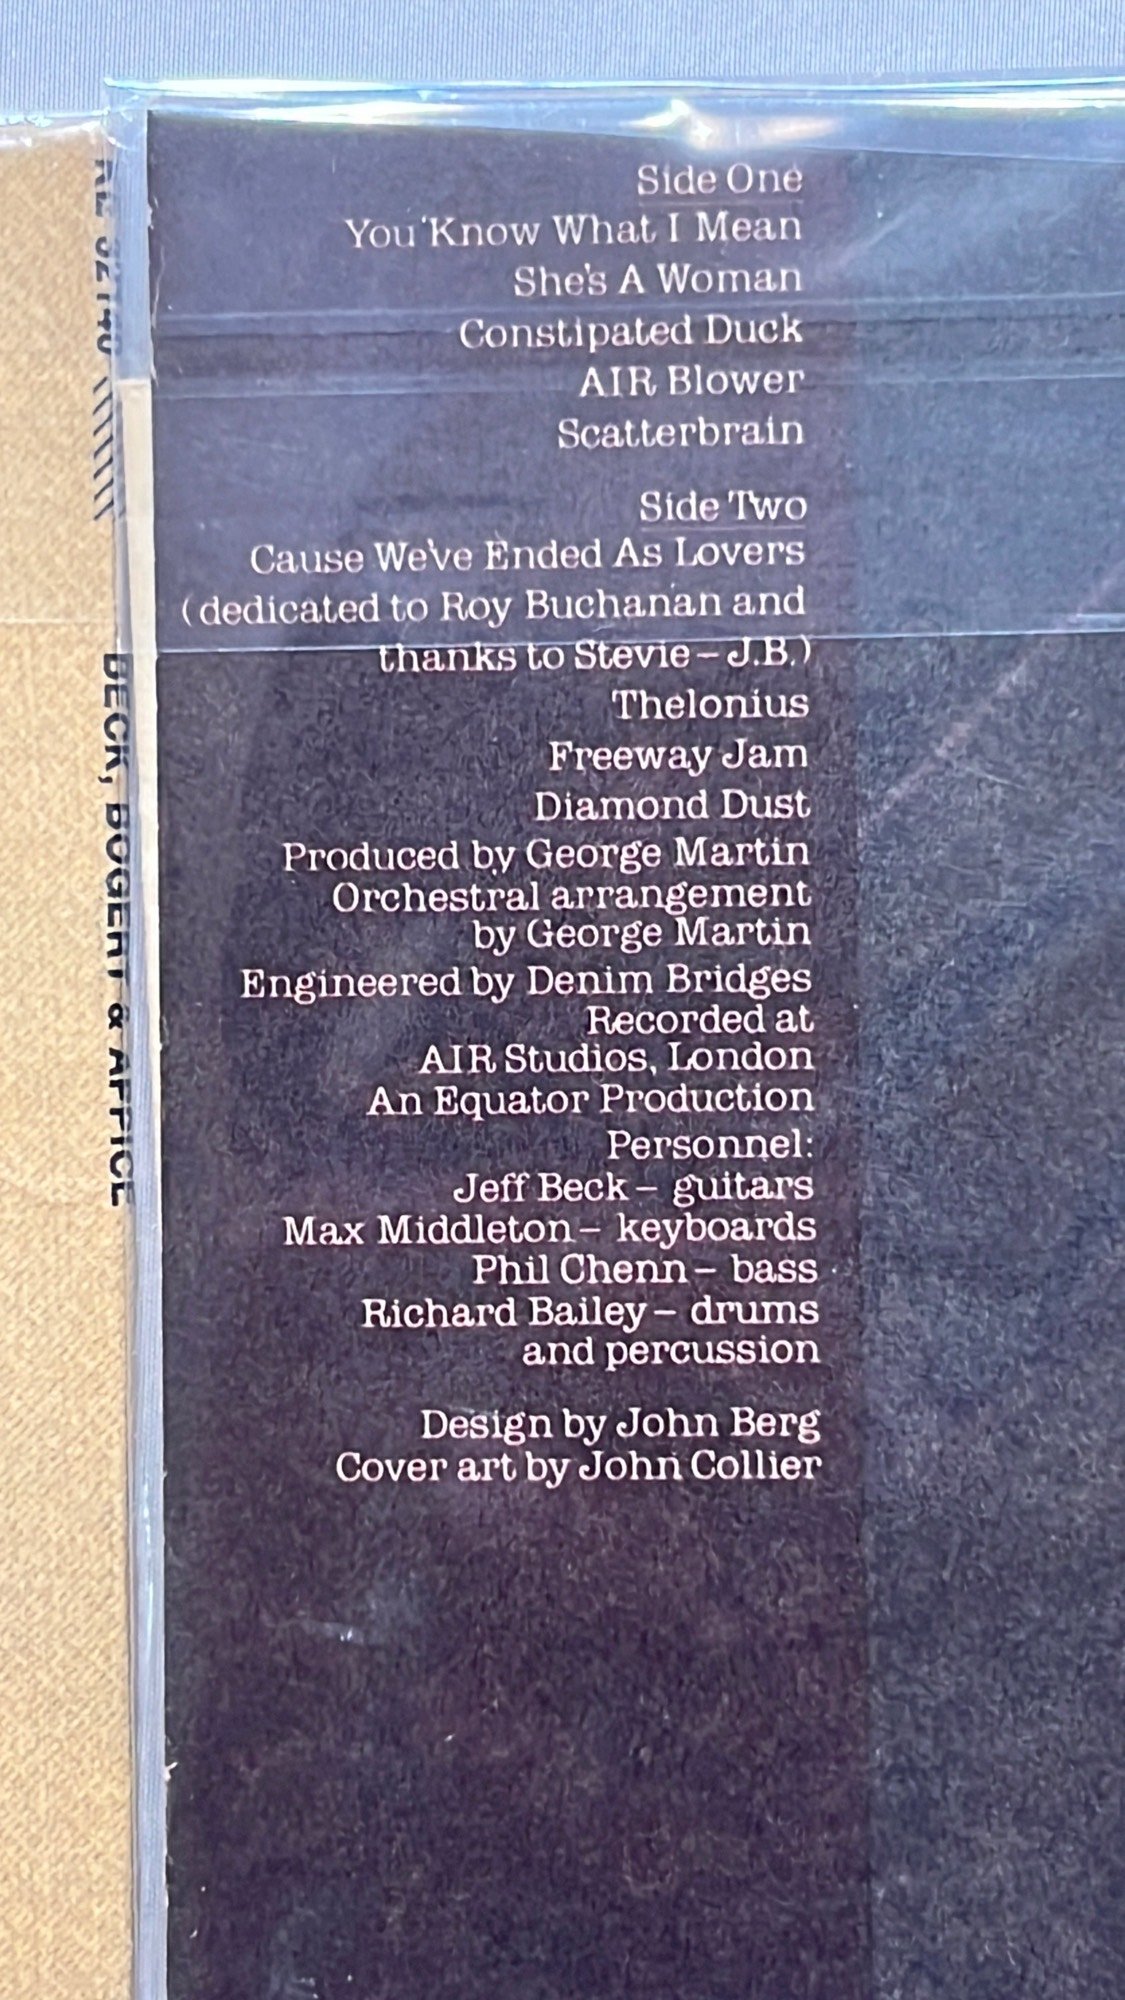 Side One
You Know What I Mean
She's A Woman
Constipated Duck
AIR Blower
Scatterbrain
Side Two
Cause We've Ended As Lovers
(dedicated to Roy Buchanan and
thanks to Stevie – J.B.)
Thelonius
Freeway Jam
Diamond Dust
Produced by George Martin
Orchestral arrangement
by George Martin
Engineered by Denim Bridges
Recorded at
AIR Studios, London
An Equator Production
Personnel:
Jeff Beck – guitars
Max Middleton – keyboards
Phil Chenn – bass
Richard Bailey – drums
and percussion
Design by John Berg
Cover art by John Collier
BECK, BOGERT & APPICE